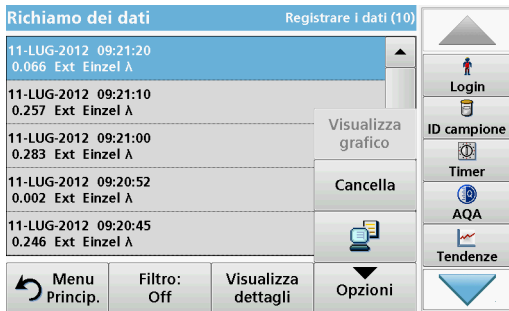 Richiamo dei dati
Registrare i dati (10)
11-LUG-2012 09:21:20
0.066 Ext Einzel λ
11-LUG-2012 09:21:10
0.257 Ext Einzel λ
11-LUG-2012 09:21:00
0.283 Ext Einzel λ
11-LUG-2012 09:20:52
0.002 Ext Einzel λ
11-LUG-2012 09:20:45
0.246 Ext Einzel λ
Visualizza
grafico
Cancella
Menu
Princip.
Filtro:
Off
Visualizza
dettagli
Opzioni
Login
ID campione
Timer
AQA
Tendenze